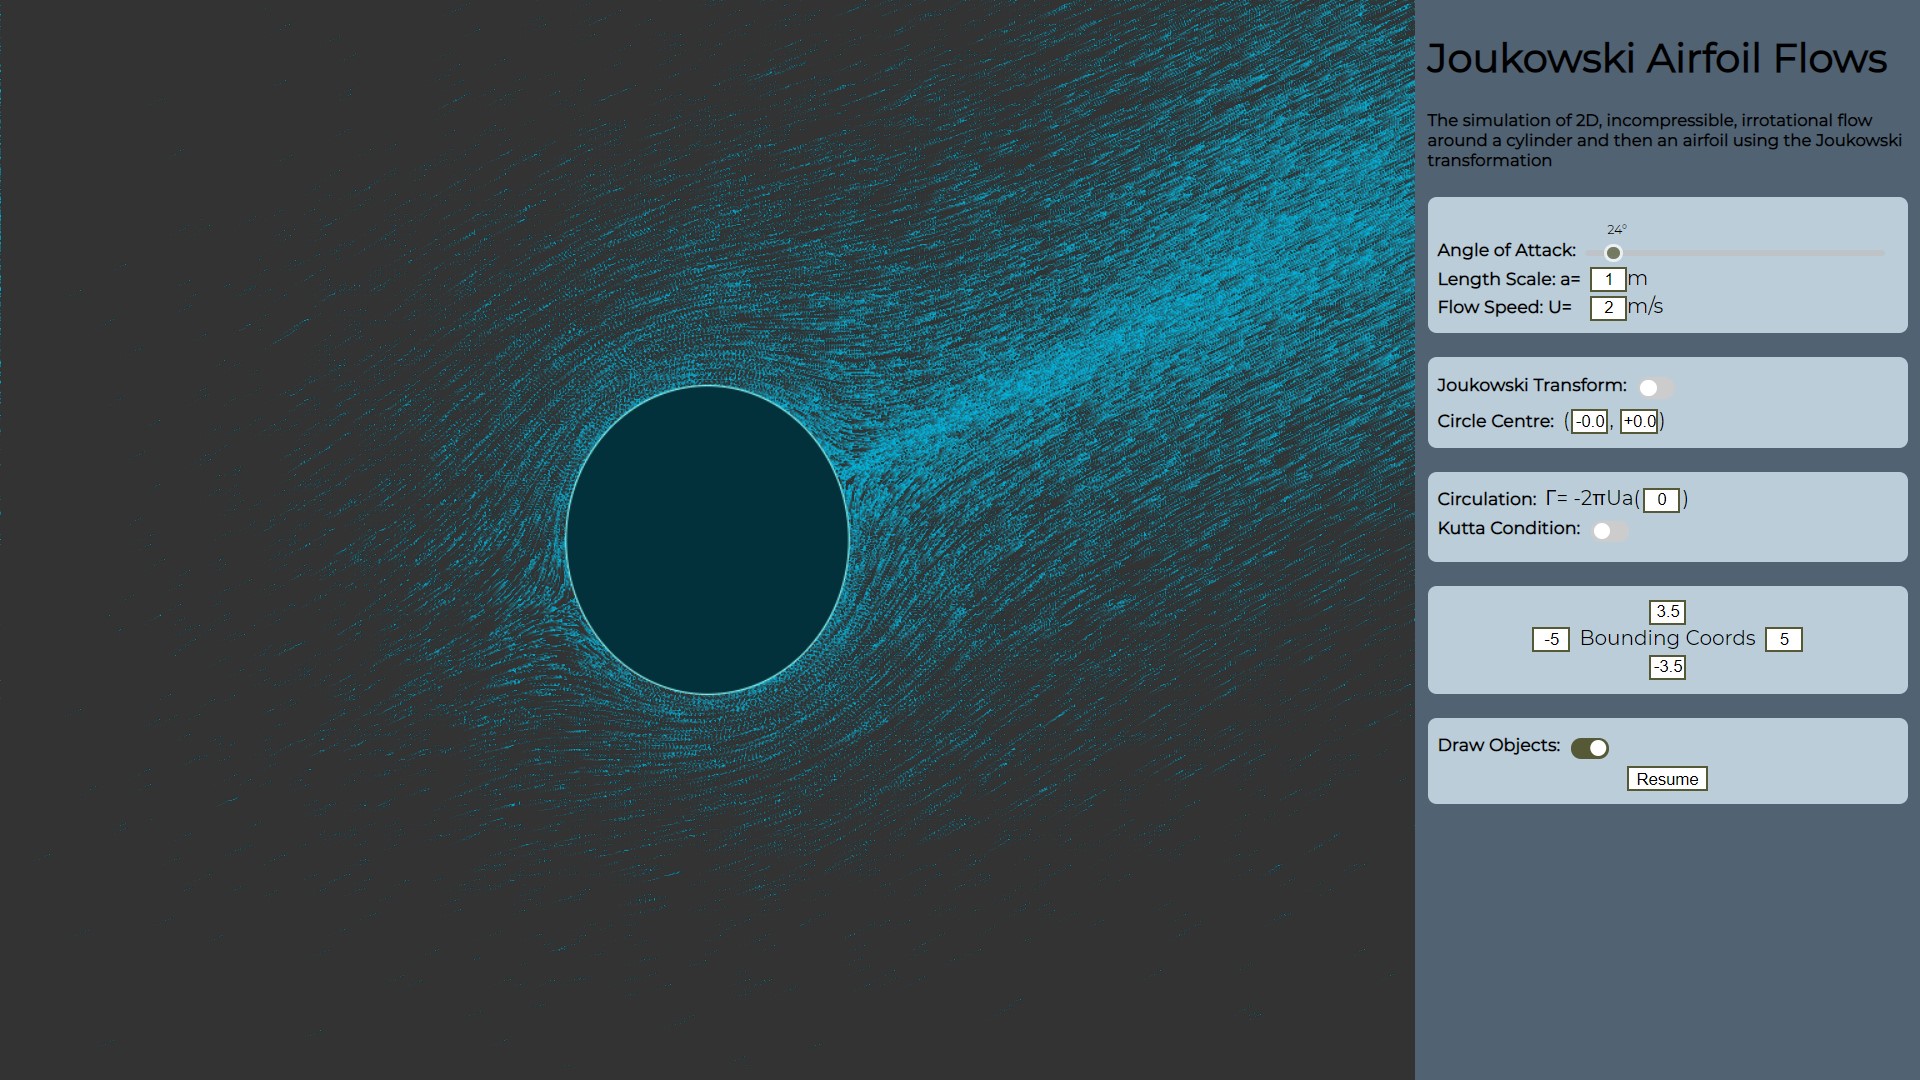 Joukowski Airfoil Flows
The simulation of 2D, incompressible, irrotational flow
around a cylinder and then an airfoil using the Joukowski
transformation
24°
Angle of Attack:
Length Scale: a= 1 m
Flow Speed: U= 2 m/s
Joukowski Transform:
Circle Centre: ( -0.0 , +0.0 )
Circulation: Γ= -2πUa( 0 )
Kutta Condition:
3.5
-5 Bounding Coords 5
-3.5
Draw Objects:
Resume